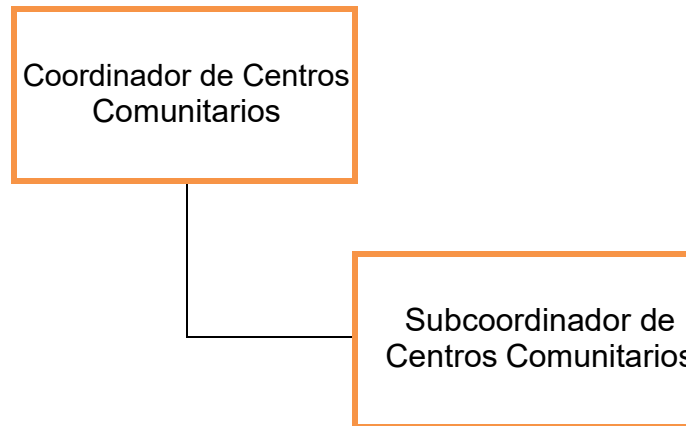 Coordinador de Centros
Comunitarios
Subcoordinador de
Centros Comunitarios